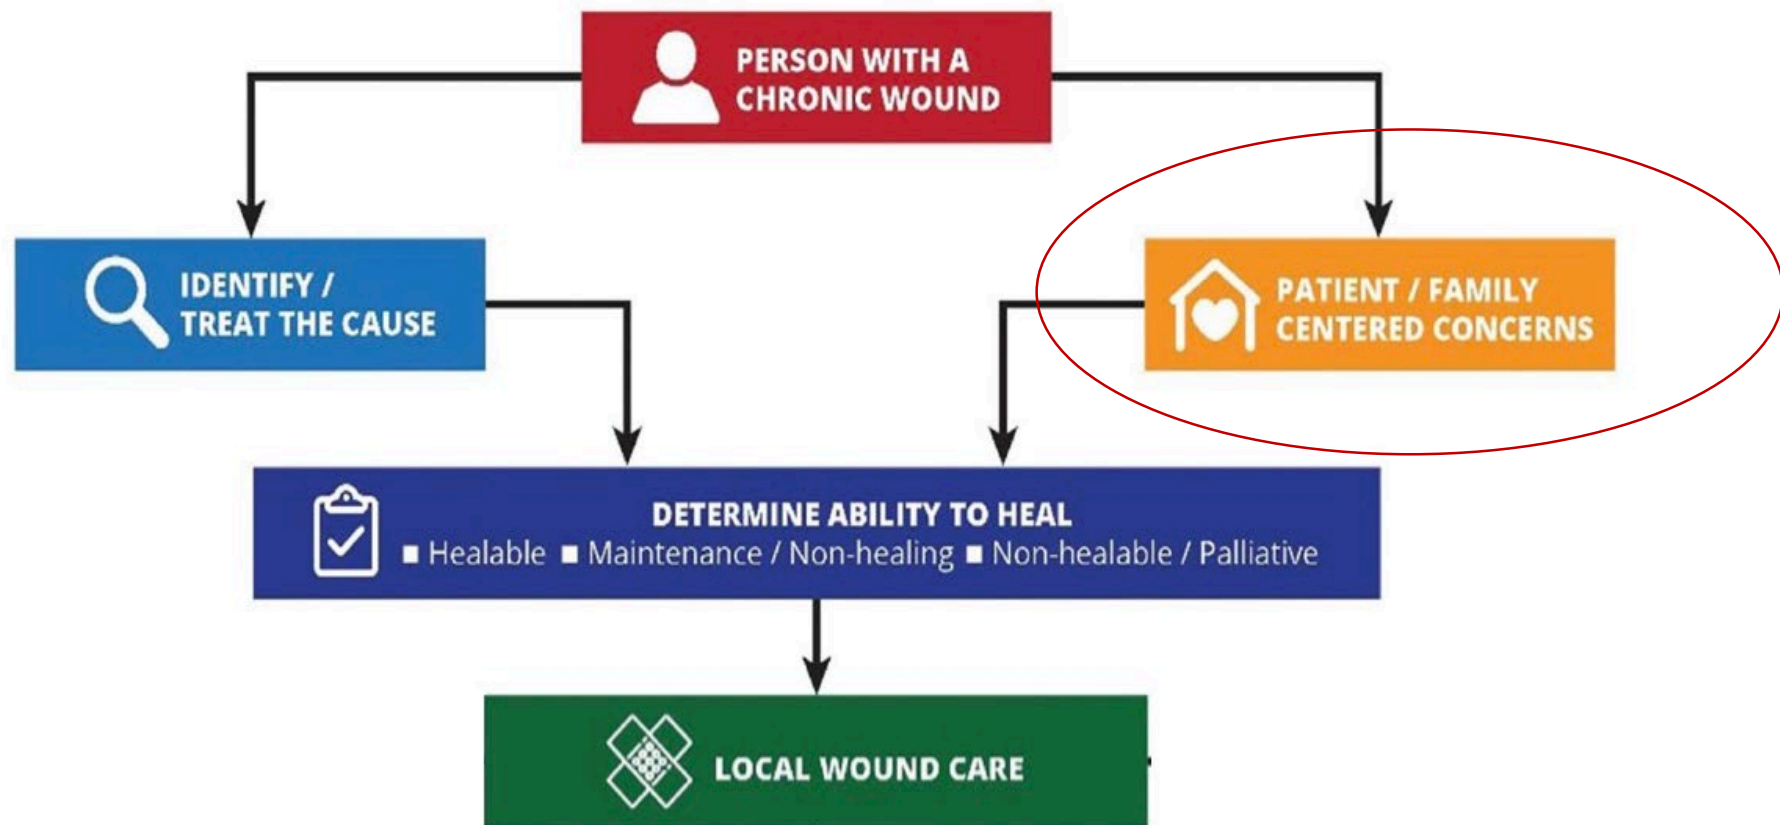 PERSON WITH A
CHRONIC WOUND
IDENTIFY /
TREAT THE CAUSE
PATIENT / FAMILY
CENTERED CONCERNS
DETERMINE ABILITY TO HEAL
■ Healable ■ Maintenance / Non-healing ■ Non-healable / Palliative
LOCAL WOUND CARE